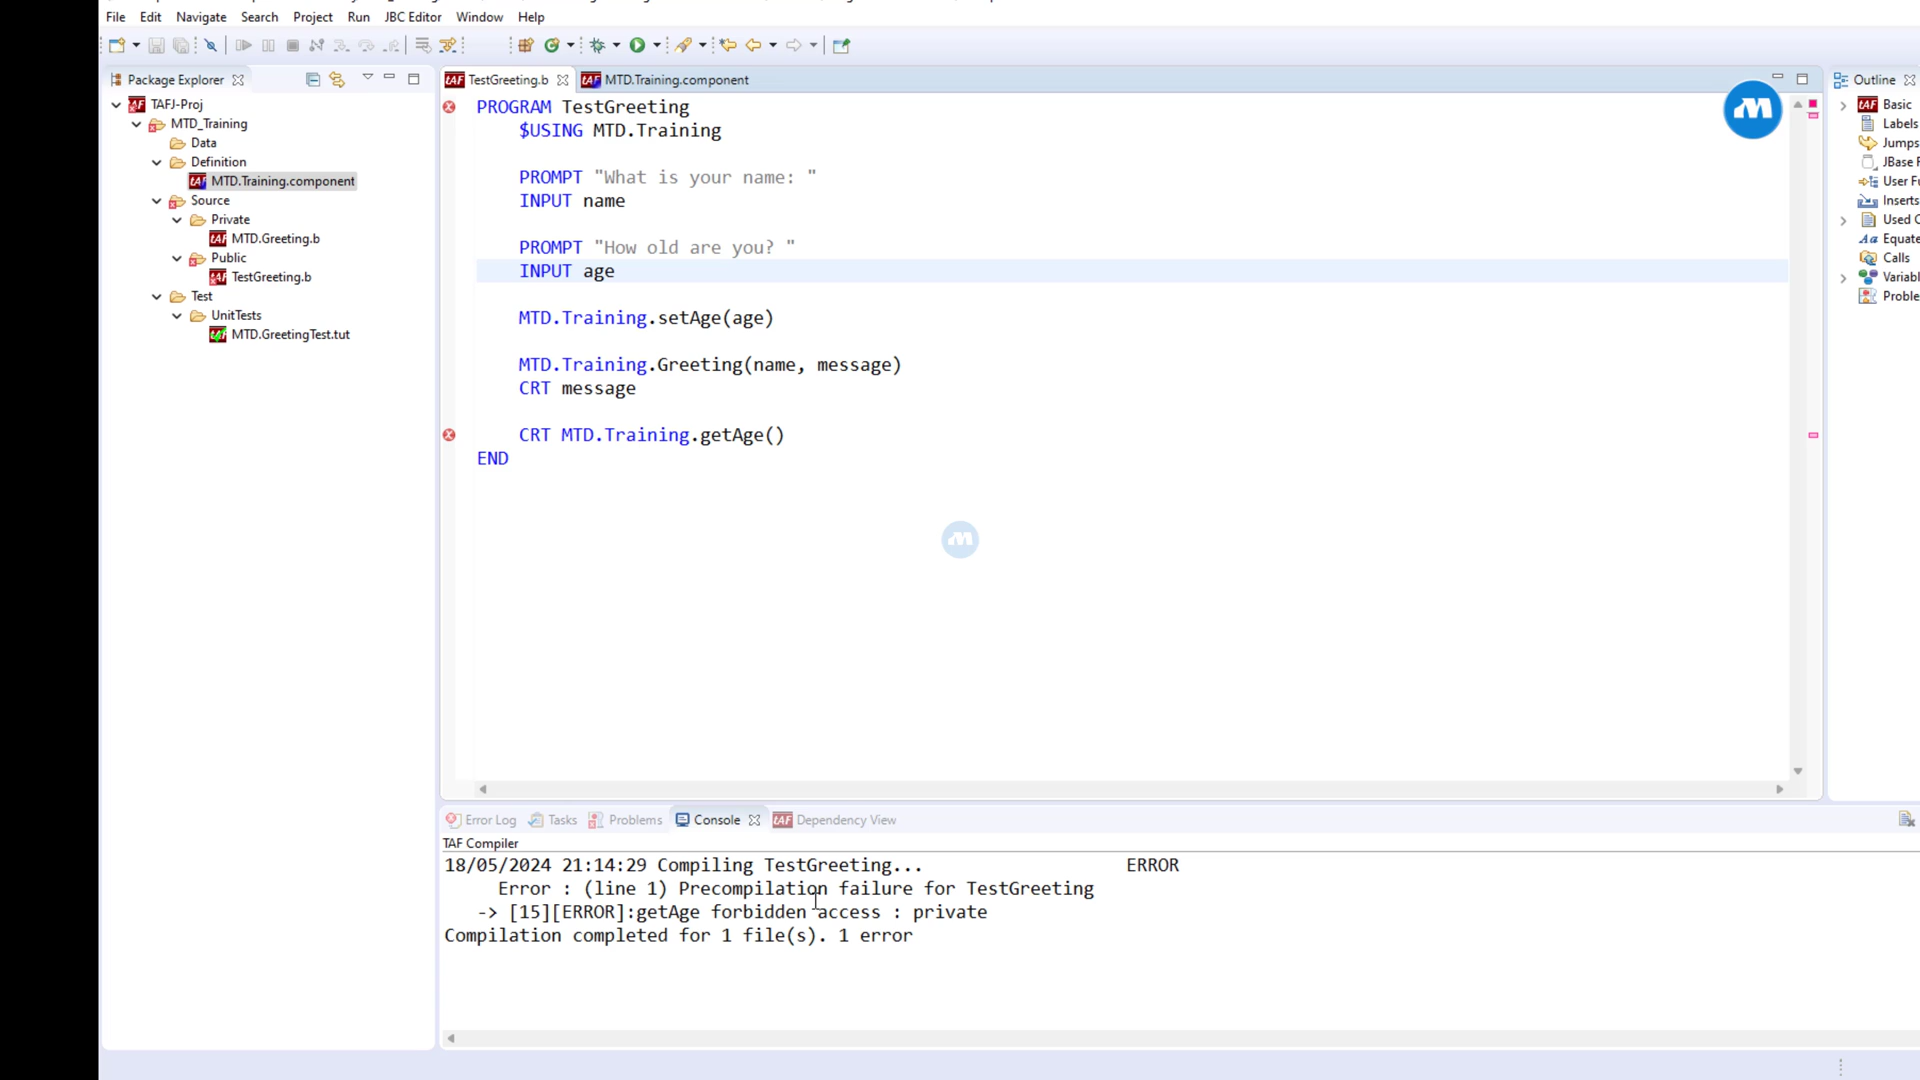 File Edit Navigate Search Project Run JBC Editor Window Help
Package Explorer
TestGreeting.b
MTD.Training.component
Outline
TAFJ-Proj
MTD_Training
Data
Definition
MTD.Training.component
Source
Private
MTD.Greeting.b
Public
TestGreeting.b
Test
UnitTests
MTD.GreetingTest.tut
PROGRAM TestGreeting
$USING MTD.Training
PROMPT "What is your name: "
INPUT name
PROMPT "How old are you? "
INPUT age
MTD.Training.setAge(age)
MTD.Training.Greeting(name, message)
CRT message
CRT MTD.Training.getAge()
END
Basic
Labels
Jumps
JBase F
User Fu
Inserts
Used C
Equate
Calls
Variabl
Proble
Error Log Tasks Problems Console Dependency View
TAF Compiler
18/05/2024 21:14:29 Compiling TestGreeting... ERROR
Error : (line 1) Precompilation failure for TestGreeting
-> [15][ERROR]:getAge forbidden access : private
Compilation completed for 1 file(s). 1 error